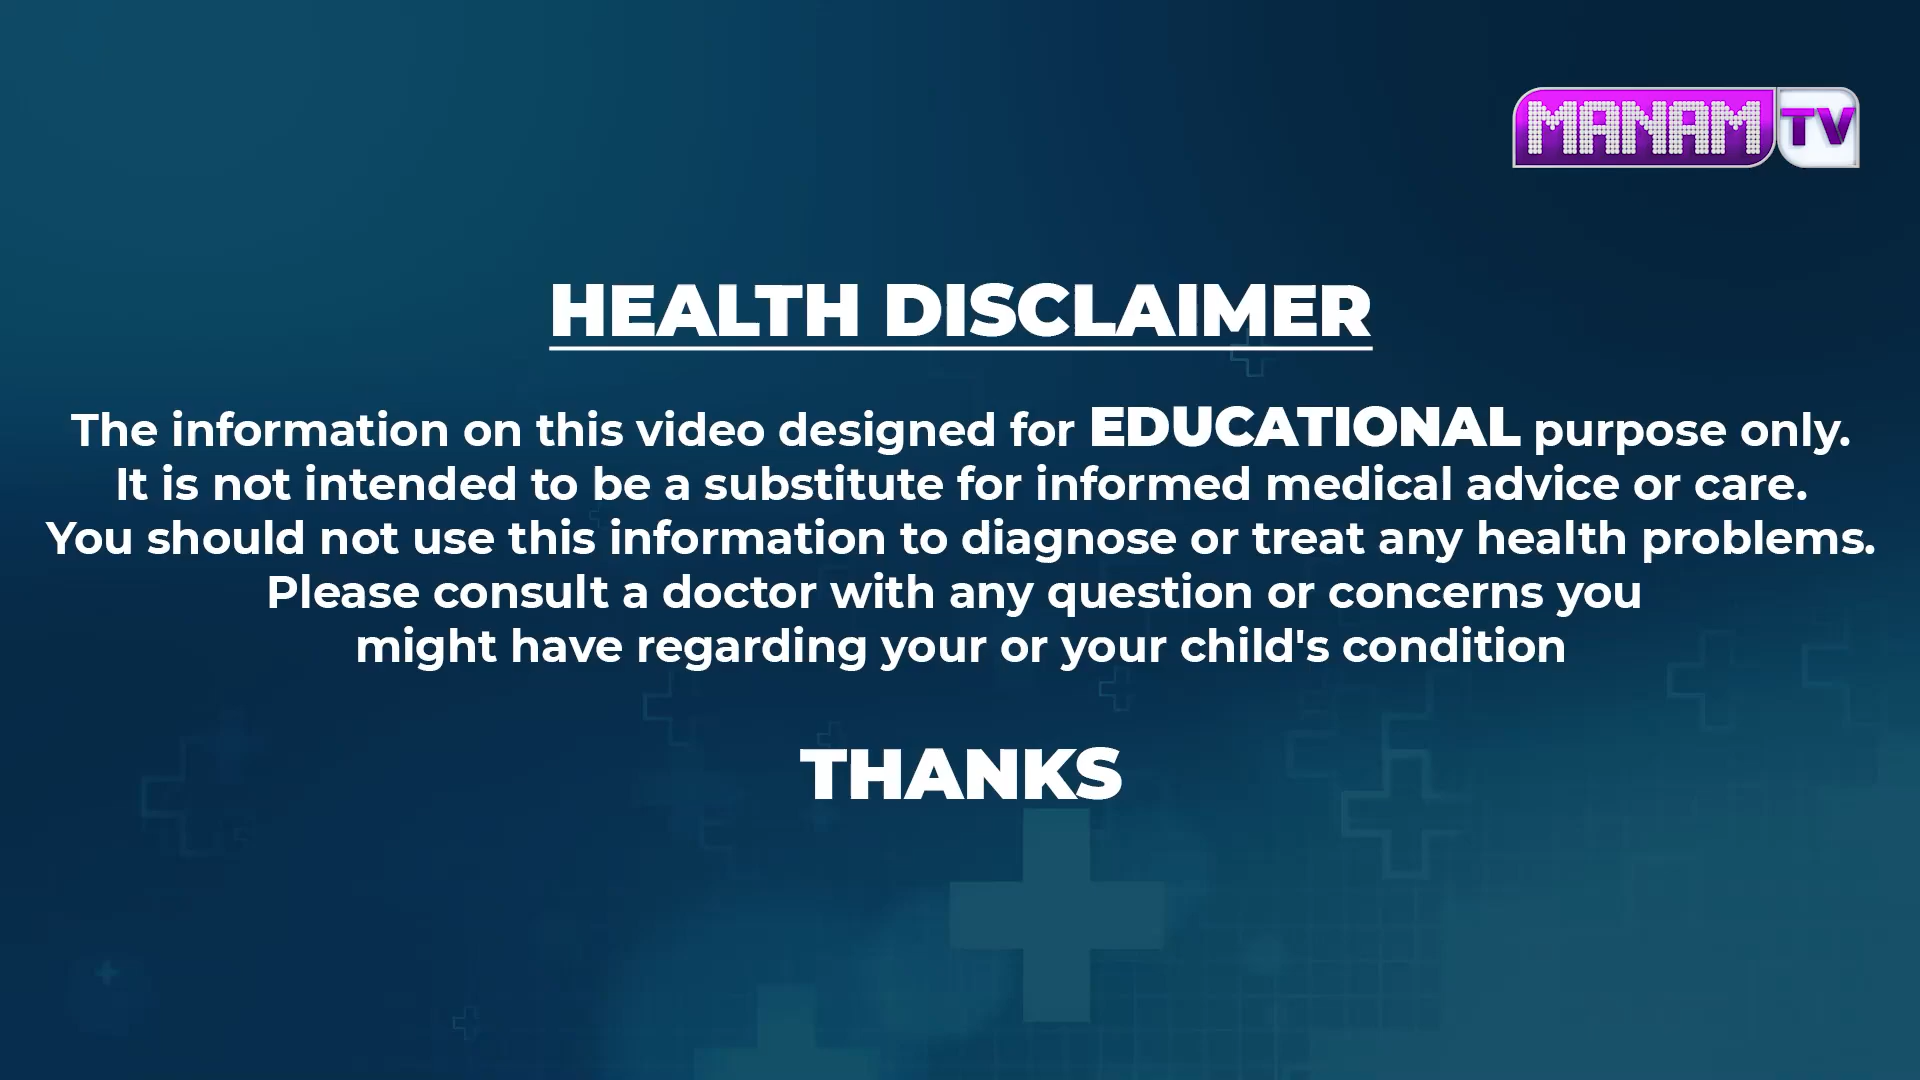 MANAM TV
HEALTH DISCLAIMER
The information on this video designed for EDUCATIONAL purpose only.
It is not intended to be a substitute for informed medical advice or care.
You should not use this information to diagnose or treat any health problems.
Please consult a doctor with any question or concerns you
might have regarding your or your child's condition
THANKS